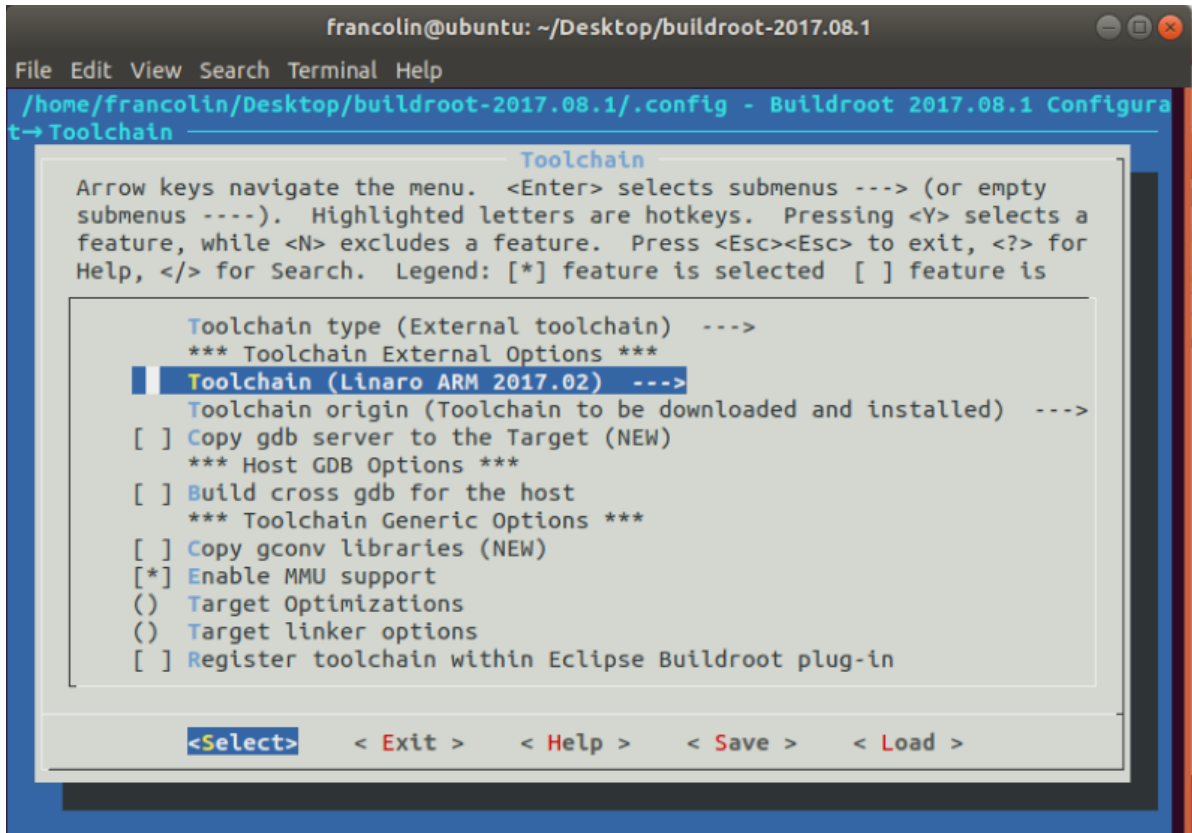 francolin@ubuntu: ~/Desktop/buildroot-2017.08.1
File Edit View Search Terminal Help
/home/francolin/Desktop/buildroot-2017.08.1/.config - Buildroot 2017.08.1 Configura
t→Toolchain
Toolchain
Arrow keys navigate the menu.  <Enter> selects submenus ---> (or empty
submenus ----).  Highlighted letters are hotkeys.  Pressing <Y> selects a
feature, while <N> excludes a feature.  Press <Esc><Esc> to exit, <?> for
Help, </> for Search.  Legend: [*] feature is selected  [ ] feature is
Toolchain type (External toolchain)  --->
*** Toolchain External Options ***
Toolchain (Linaro ARM 2017.02)  --->
Toolchain origin (Toolchain to be downloaded and installed)  --->
[ ] Copy gdb server to the Target (NEW)
*** Host GDB Options ***
[ ] Build cross gdb for the host
*** Toolchain Generic Options ***
[ ] Copy gconv libraries (NEW)
[*] Enable MMU support
()  Target Optimizations
()  Target linker options
[ ] Register toolchain within Eclipse Buildroot plug-in
<Select>    < Exit >    < Help >    < Save >    < Load >